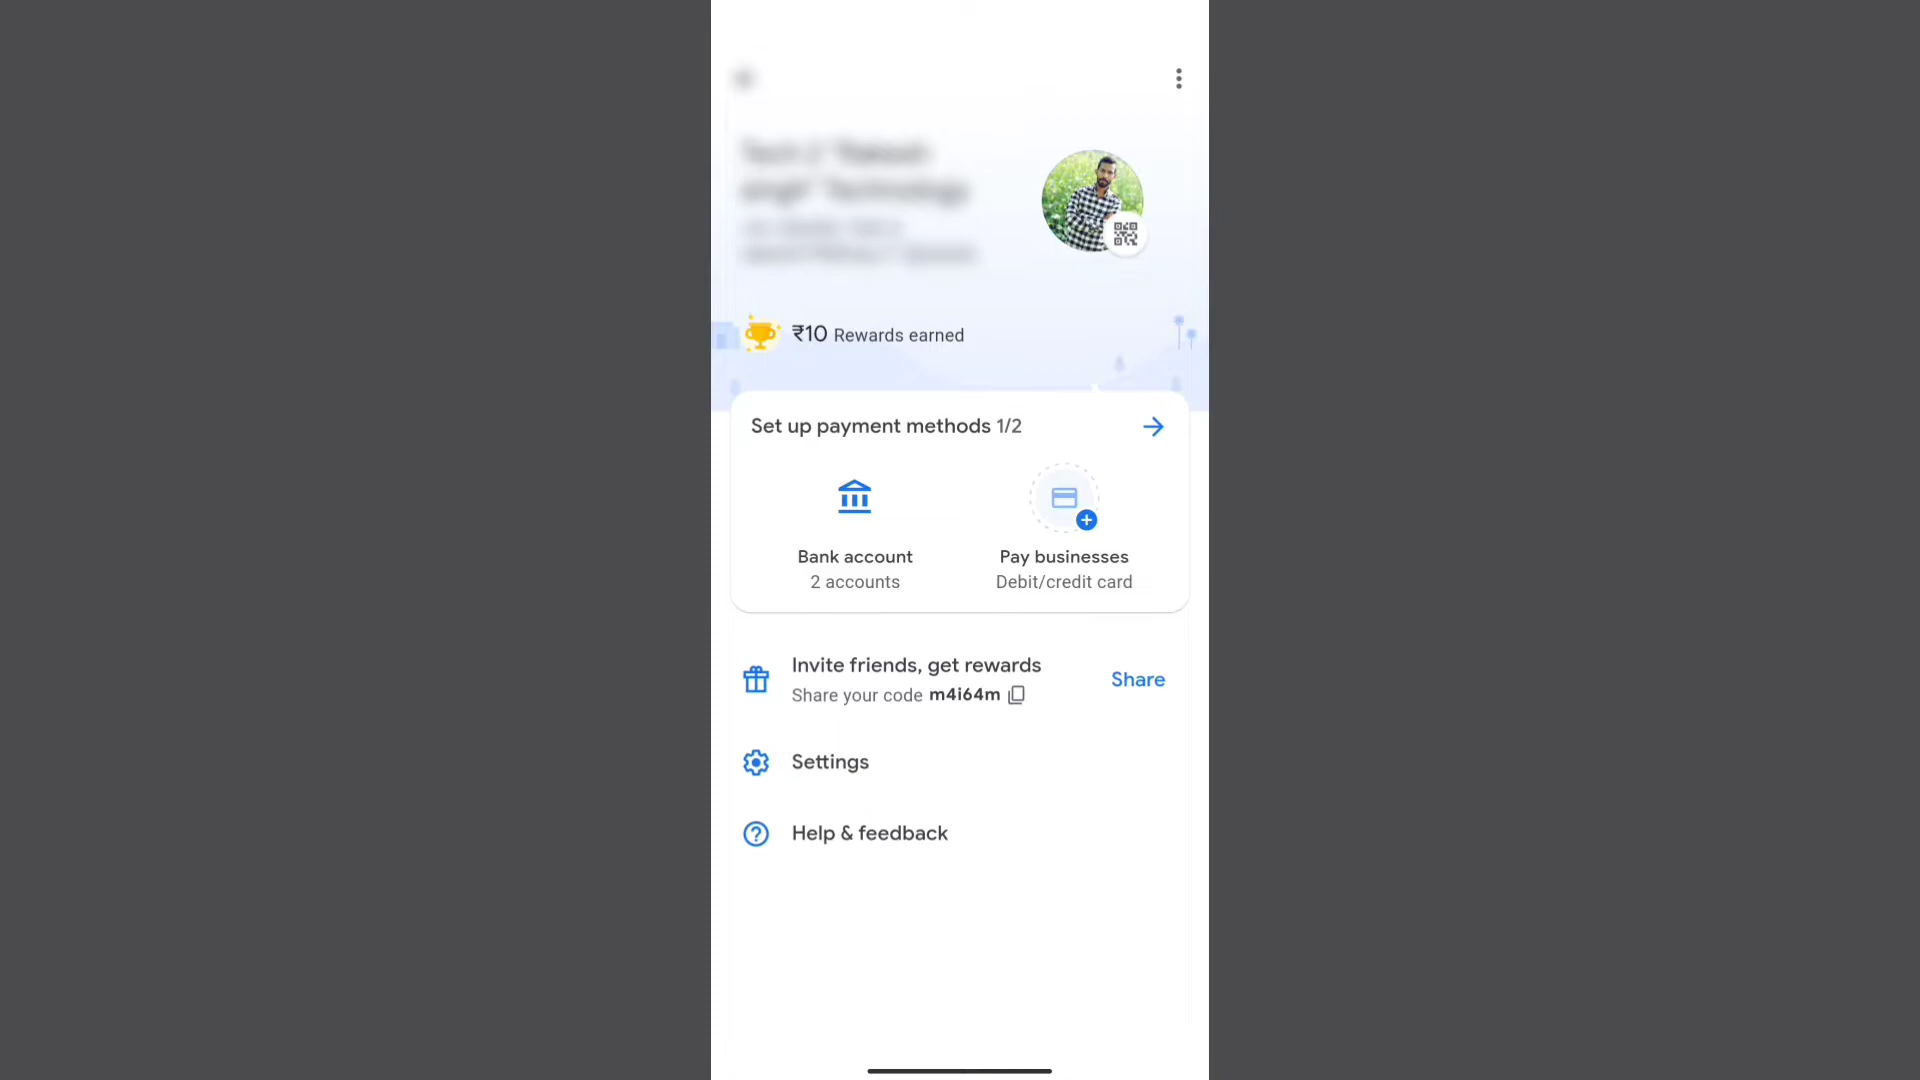 ₹10 Rewards earned
Set up payment methods 1/2
Bank account
2 accounts
Pay businesses
Debit/credit card
Invite friends, get rewards
Share your code m4i64m
Share
Settings
Help & feedback